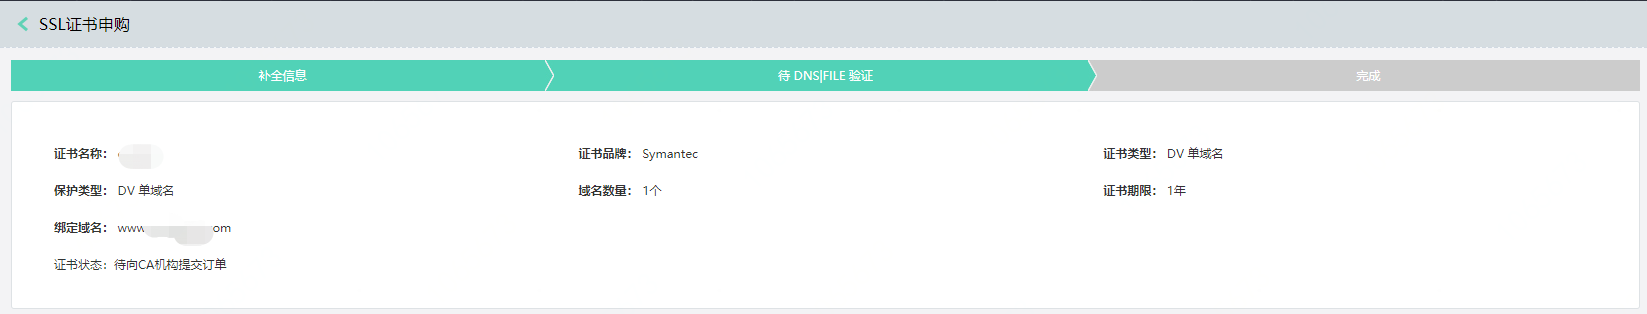 SSL证书申购
补全信息 待 DNS|FILE 验证 完成
证书名称： 证书品牌： Symantec 证书类型： DV 单域名
保护类型： DV 单域名 域名数量： 1个 证书期限： 1年
绑定域名： www om
证书状态：待向CA机构提交订单